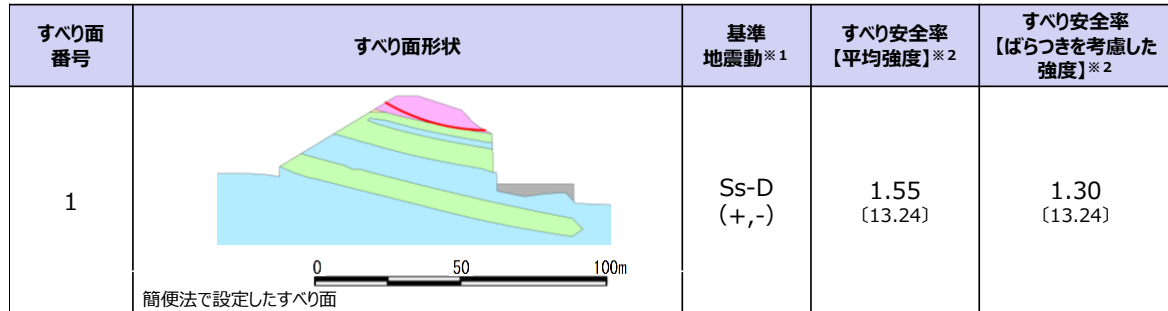 すべり面
番号
すべり面形状
基準
地震動※1
すべり安全率
【平均強度】※2
すべり安全率
【ばらつきを考慮した
強度】※2
1
0 50 100m
簡便法で設定したすべり面
Ss-D
(+,-)
1.55
〔13.24〕
1.30
〔13.24〕